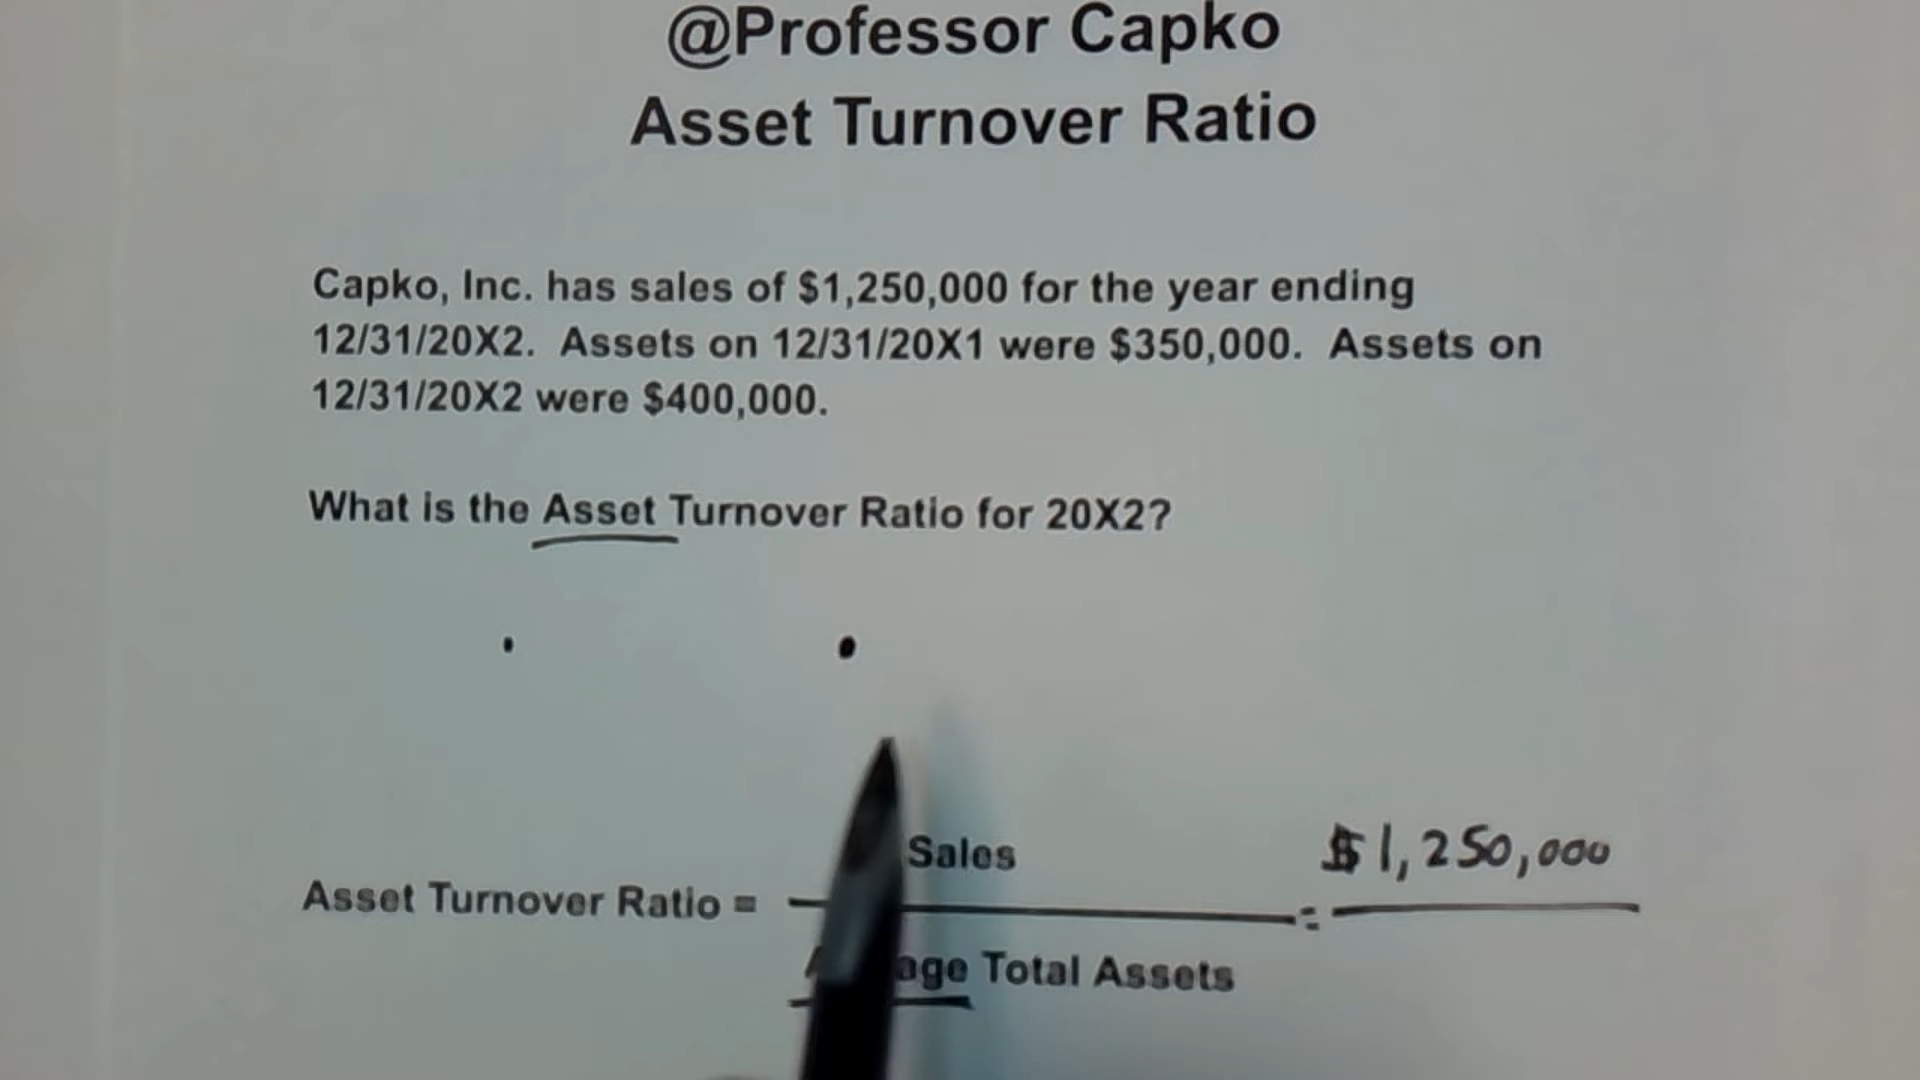 @Professor Capko
Asset Turnover Ratio
Capko, Inc. has sales of $1,250,000 for the year ending
12/31/20X2. Assets on 12/31/20X1 were $350,000. Assets on
12/31/20X2 were $400,000.
What is the Asset Turnover Ratio for 20X2?
Sales
$1,250,000
Asset Turnover Ratio = =
Total Assets